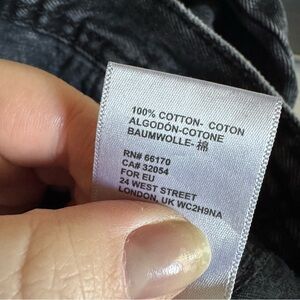 100% COTTON- COTON
ALGODÓN-COTONE
BAUMWOLLE-棉
RN# 66170
CA# 32054
FOR EU
24 WEST STREET
LONDON, UK WC2H9NA